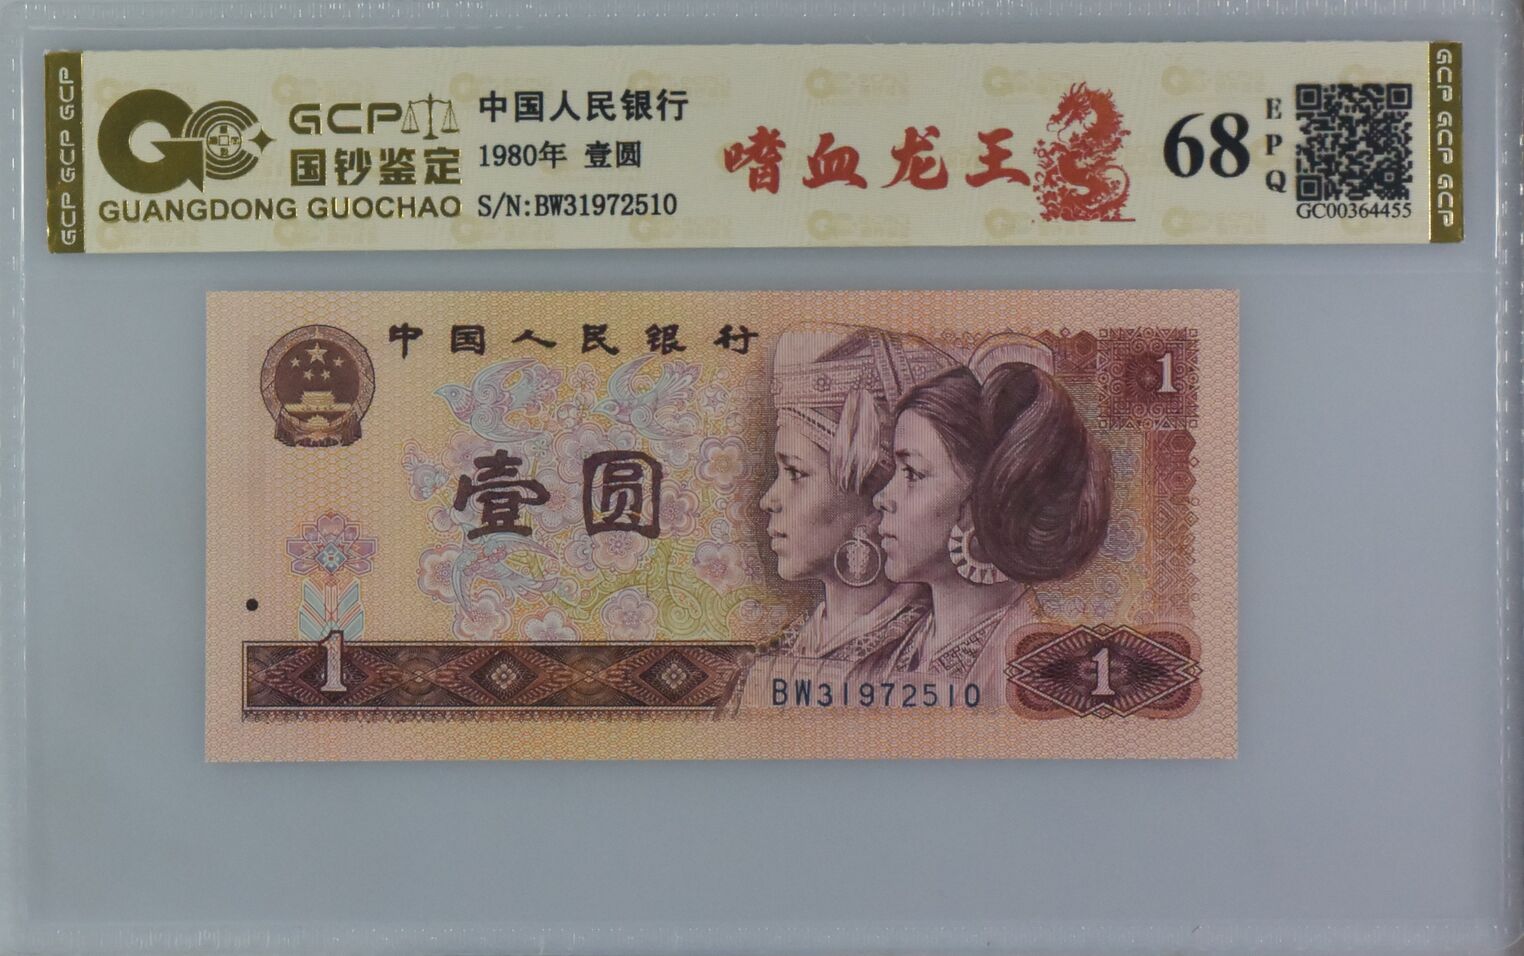 GCP GCP GCP
GCP
国钞鉴定
GUANGDONG GUOCHAO
中国人民银行
1980年 壹圆
S/N:BW31972510
嗜血龙王
68
EPQ
GC00364455
GCP GCP GCP
中国人民银行
1
壹圆
1
BW31972510
1